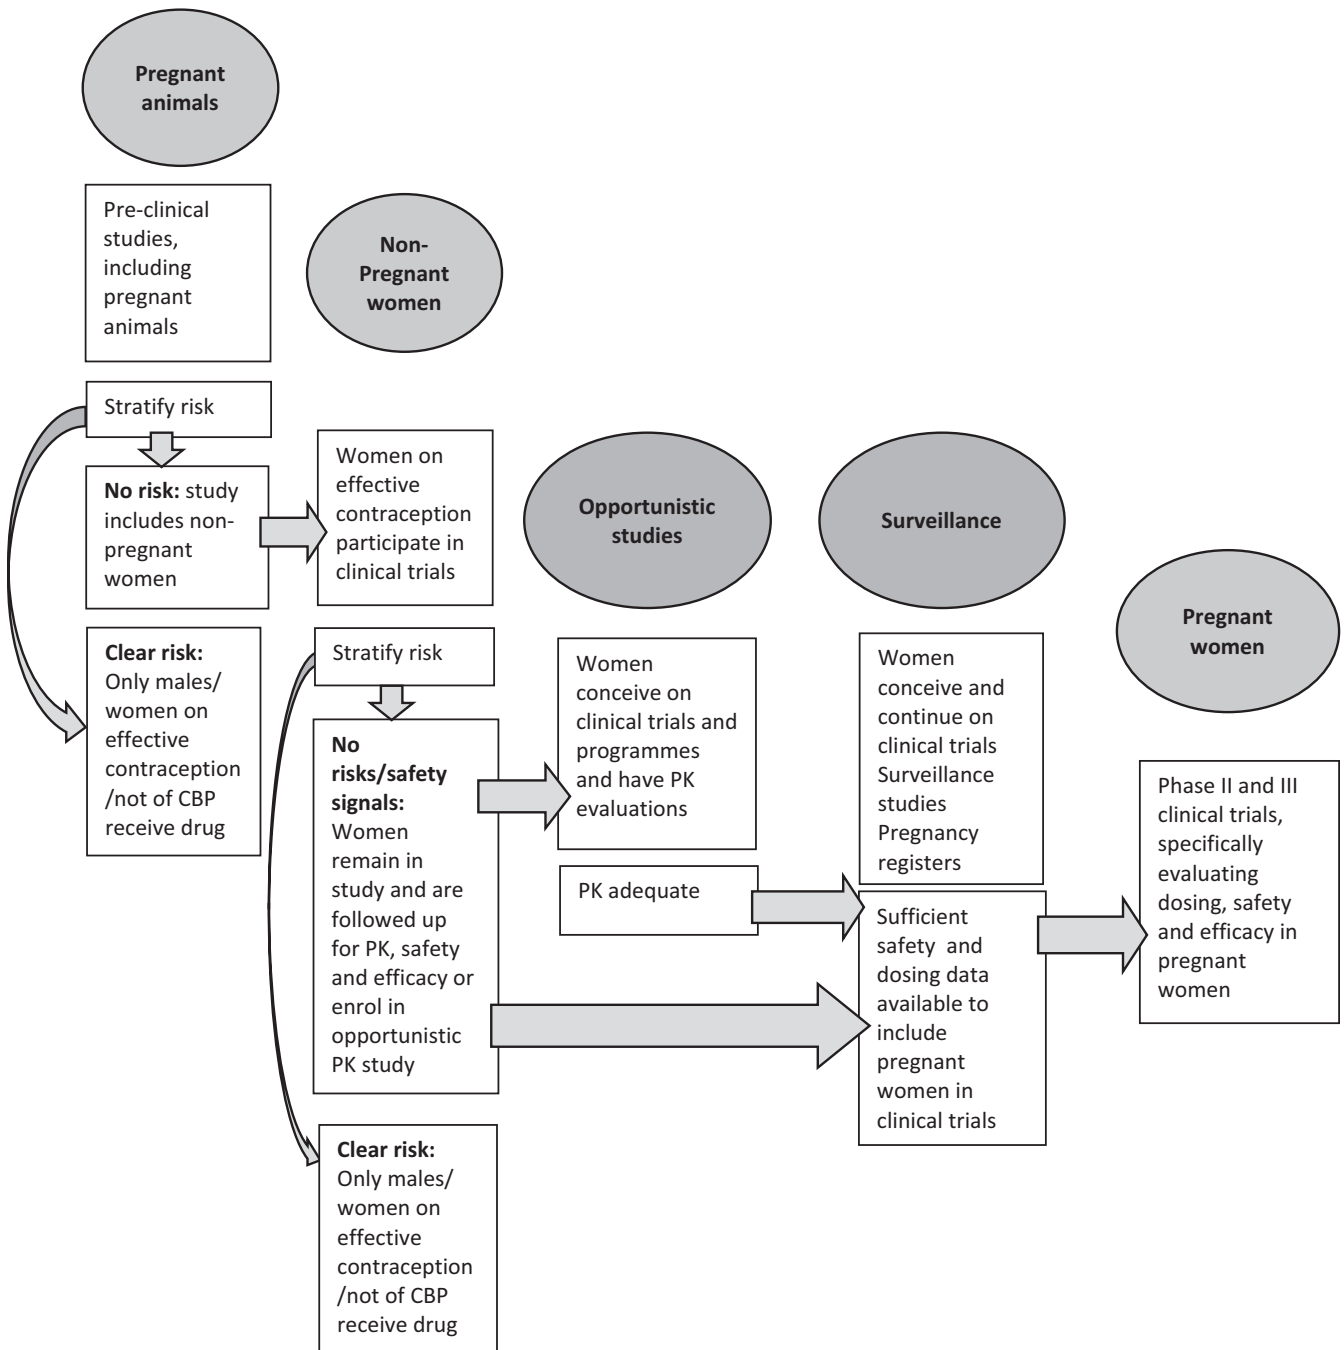 Pregnant
animals
Pre-clinical
studies,
including
pregnant
animals
Stratify risk
No risk: study
includes non-
pregnant
women
Clear risk:
Only males/
women on
effective
contraception
/not of CBP
receive drug
Non-
Pregnant
women
Women on
effective
contraception
participate in
clinical trials
Stratify risk
No
risks/safety
signals:
Women
remain in
study and are
followed up
for PK, safety
and efficacy or
enrol in
opportunistic
PK study
Clear risk:
Only males/
women on
effective
contraception
/not of CBP
receive drug
Opportunistic
studies
Women
conceive on
clinical trials and
programmes
and have PK
evaluations
PK adequate
Surveillance
Women
conceive and
continue on
clinical trials
Surveillance
studies
Pregnancy
registers
Sufficient
safety and
dosing data
available to
include
pregnant
women in
clinical trials
Pregnant
women
Phase II and III
clinical trials,
specifically
evaluating
dosing, safety
and efficacy in
pregnant
women